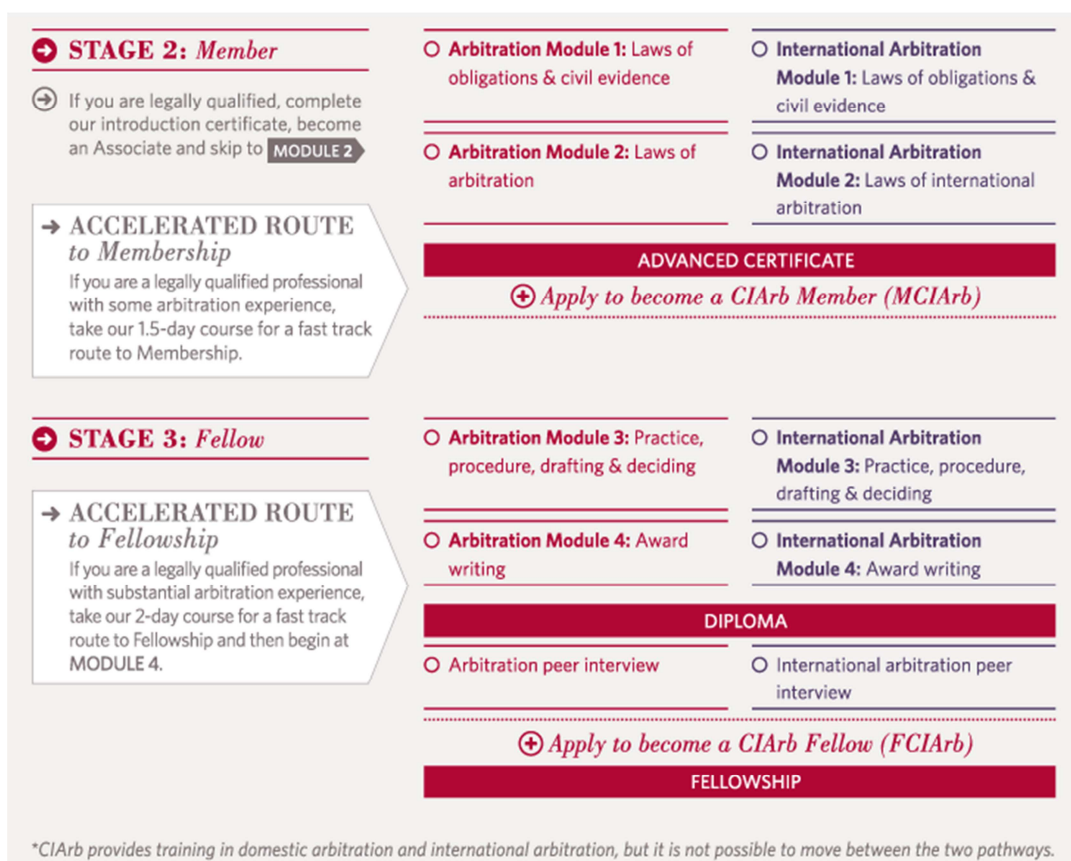 STAGE 2: Member
If you are legally qualified, complete
our introduction certificate, become
an Associate and skip to MODULE 2
ACCELERATED ROUTE
to Membership
If you are a legally qualified professional
with some arbitration experience,
take our 1.5-day course for a fast track
route to Membership.
Arbitration Module 1: Laws of
obligations & civil evidence
International Arbitration
Module 1: Laws of obligations &
civil evidence
Arbitration Module 2: Laws of
arbitration
International Arbitration
Module 2: Laws of international
arbitration
ADVANCED CERTIFICATE
Apply to become a CIArb Member (MCIArb)
STAGE 3: Fellow
ACCELERATED ROUTE
to Fellowship
If you are a legally qualified professional
with substantial arbitration experience,
take our 2-day course for a fast track
route to Fellowship and then begin at
MODULE 4.
Arbitration Module 3: Practice,
procedure, drafting & deciding
International Arbitration
Module 3: Practice, procedure,
drafting & deciding
Arbitration Module 4: Award
writing
International Arbitration
Module 4: Award writing
DIPLOMA
Arbitration peer interview
International arbitration peer
interview
Apply to become a CIArb Fellow (FCIArb)
FELLOWSHIP
*CIArb provides training in domestic arbitration and international arbitration, but it is not possible to move between the two pathways.